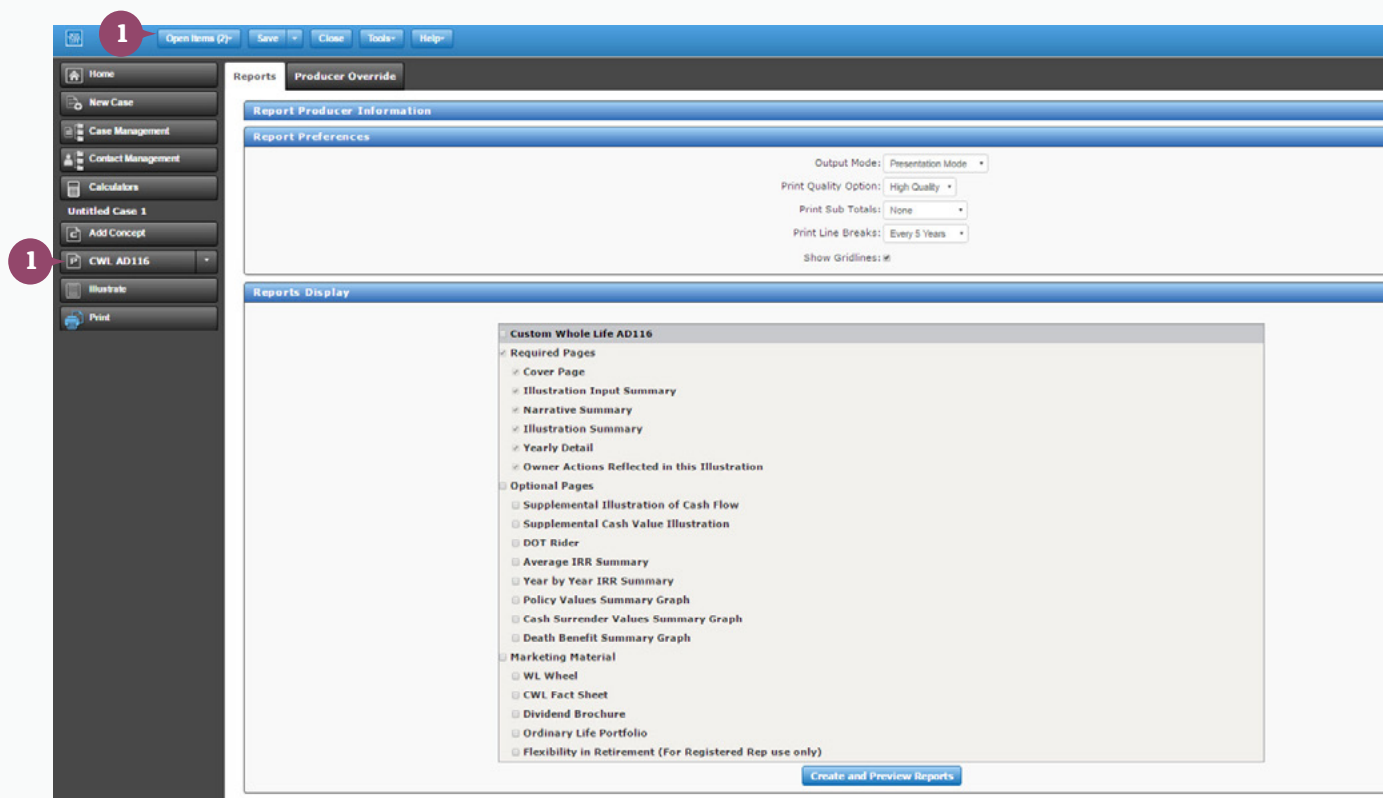 1
Open Items (2)
Save
Close
Tools
Help
Home
New Case
Case Management
Contact Management
Calculators
Untitled Case 1
Add Concept
1
CWL AD116
Illustrate
Print
Reports
Producer Override
Report Producer Information
Report Preferences
Output Mode: Presentation Mode
Print Quality Option: High Quality
Print Sub Totals: None
Print Line Breaks: Every 5 Years
Show Gridlines:
Reports Display
Custom Whole Life AD116
Required Pages
Cover Page
Illustration Input Summary
Narrative Summary
Illustration Summary
Yearly Detail
Owner Actions Reflected in this Illustration
Optional Pages
Supplemental Illustration of Cash Flow
Supplemental Cash Value Illustration
DOT Rider
Average IRR Summary
Year by Year IRR Summary
Policy Values Summary Graph
Cash Surrender Values Summary Graph
Death Benefit Summary Graph
Marketing Material
WL Wheel
CWL Fact Sheet
Dividend Brochure
Ordinary Life Portfolio
Flexibility in Retirement (For Registered Rep use only)
Create and Preview Reports